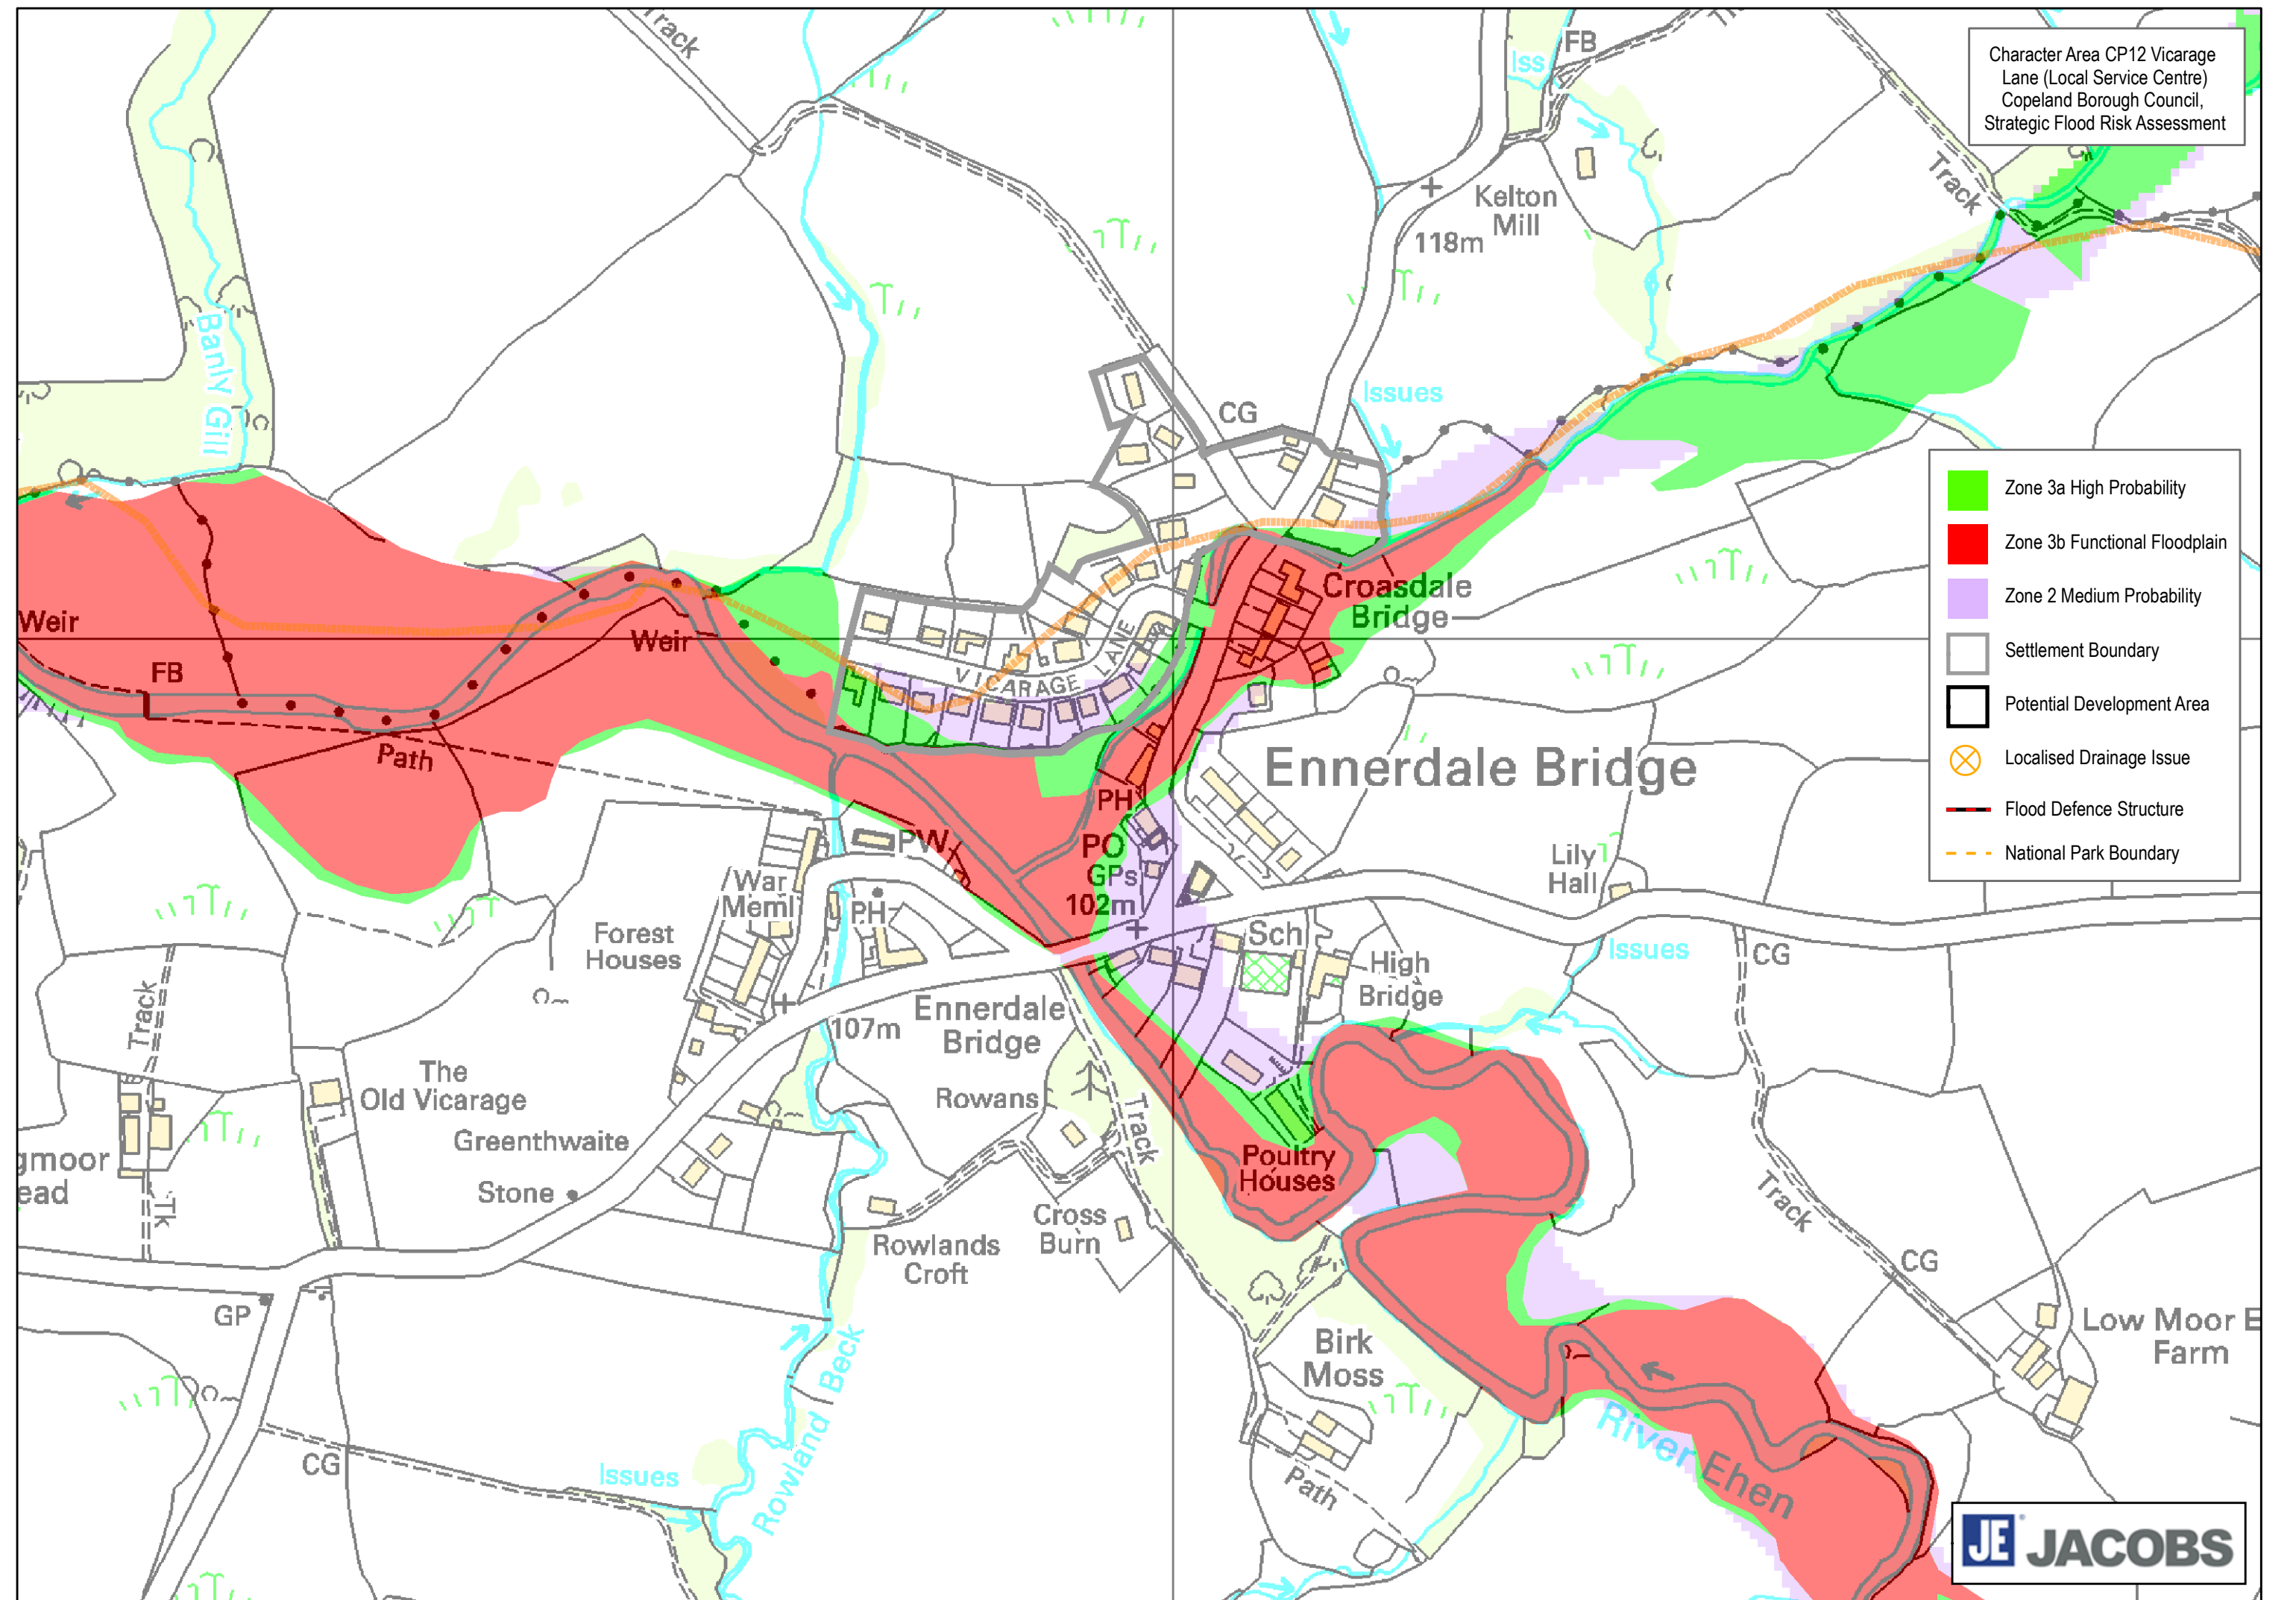 Character Area CP12 Vicarage
Lane (Local Service Centre)
Copeland Borough Council,
Strategic Flood Risk Assessment
Track
FB
Iss
Track
Kelton
Mill
118m
Banly Gill
Issues
CG
Zone 3a High Probability
Zone 3b Functional Floodplain
Zone 2 Medium Probability
Settlement Boundary
Potential Development Area
Localised Drainage Issue
Flood Defence Structure
National Park Boundary
Croasdale
Bridge
Weir
Weir
FB
VICARAGE LANE
Path
Ennerdale Bridge
PH
PO
GPs
102m
PW
War
Meml
PH
Lily
Hall
Forest
Houses
Sch
High
Bridge
Issues
CG
Track
107m
Ennerdale
Bridge
The
Old Vicarage
Rowans
Track
Greenthwaite
Stone
gmoor
ead
Tk
Poultry
Houses
Cross
Burn
Rowlands
Croft
Track
CG
GP
Birk
Moss
Low Moor E
Farm
Rowland Beck
River Ehen
CG
Issues
Path
JE JACOBS